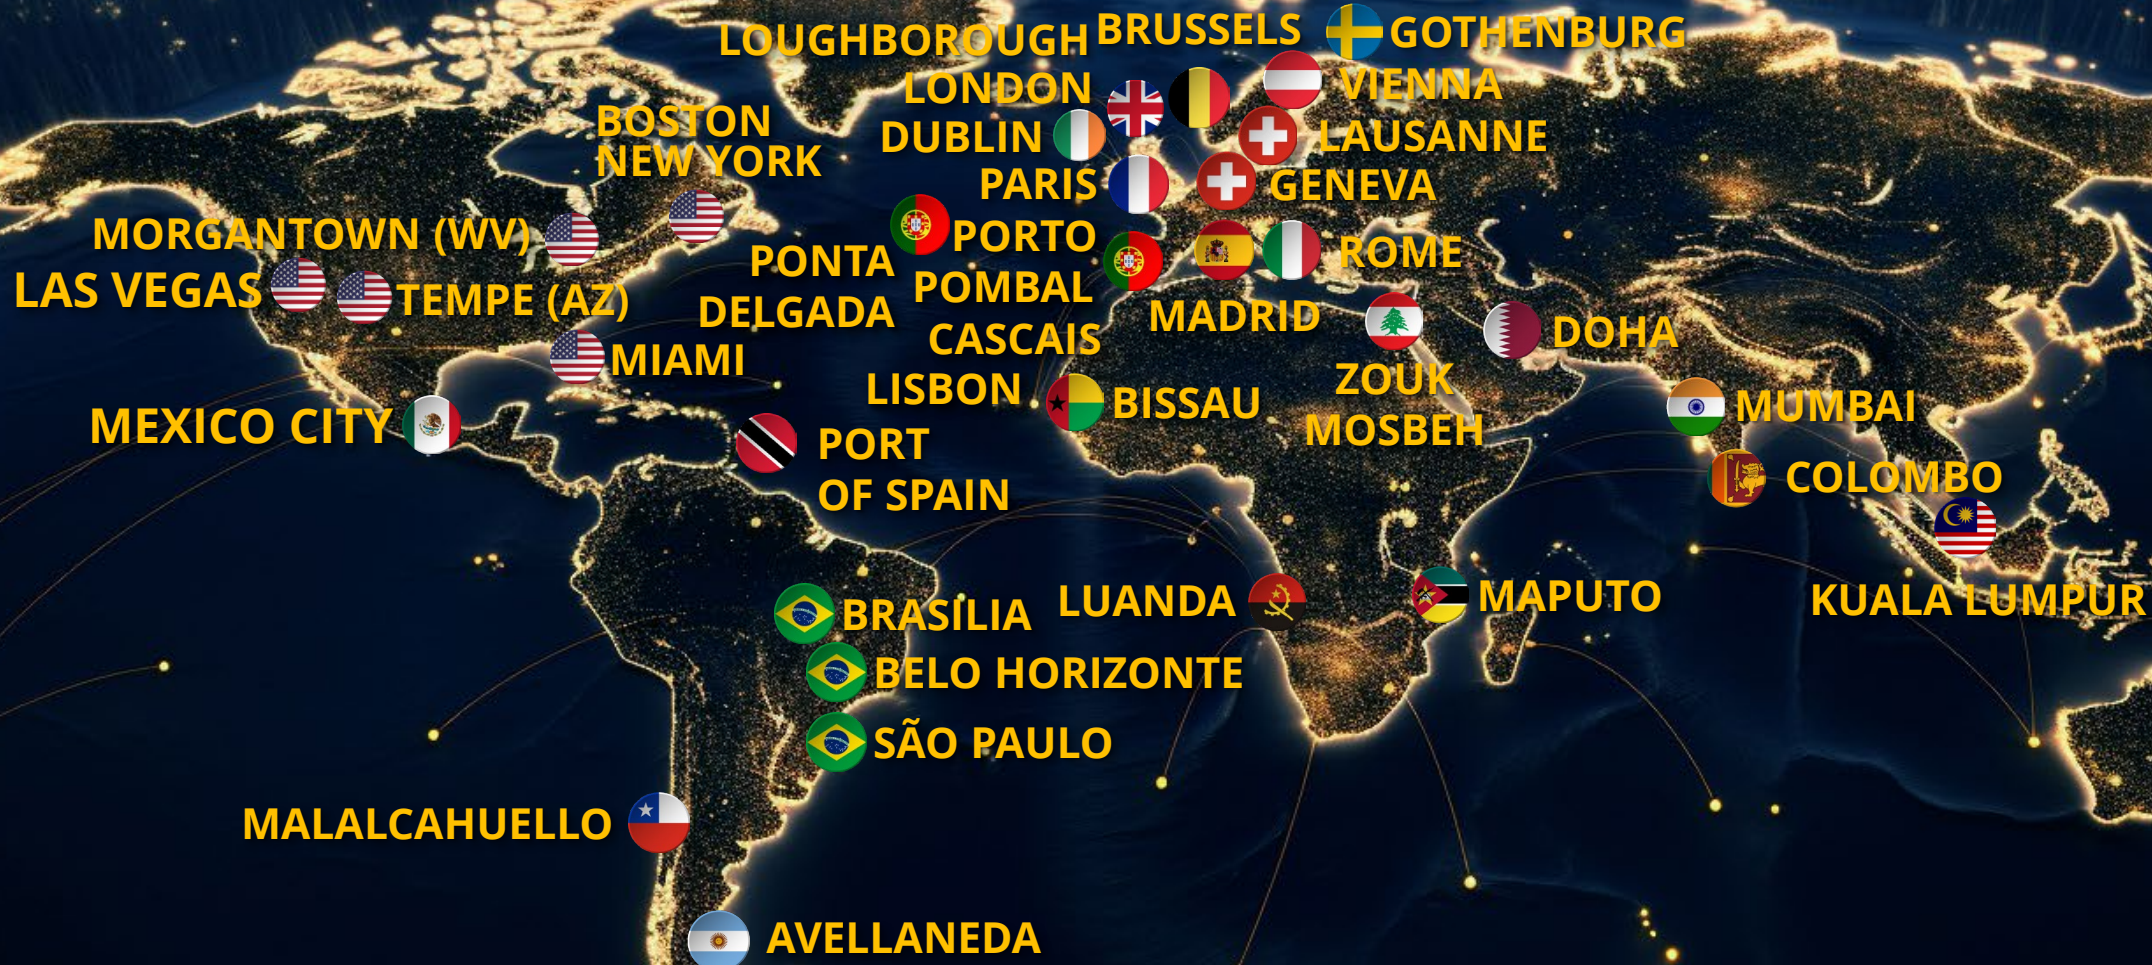 LOUGHBOROUGH
BRUSSELS
GOTHENBURG
LONDON
VIENNA
BOSTON
NEW YORK
DUBLIN
LAUSANNE
PARIS
GENEVA
MORGANTOWN (WV)
PORTO
PONTA
DELGADA
ROME
LAS VEGAS
TEMPE (AZ)
POMBAL
MADRID
CASCAIS
DOHA
MIAMI
LISBON
BISSAU
ZOUK
MOSBEH
MUMBAI
MEXICO CITY
PORT
OF SPAIN
COLOMBO
KUALA LUMPUR
BRASILIA
LUANDA
MAPUTO
BELO HORIZONTE
SÃO PAULO
MALALCAHUELLO
AVELLANEDA